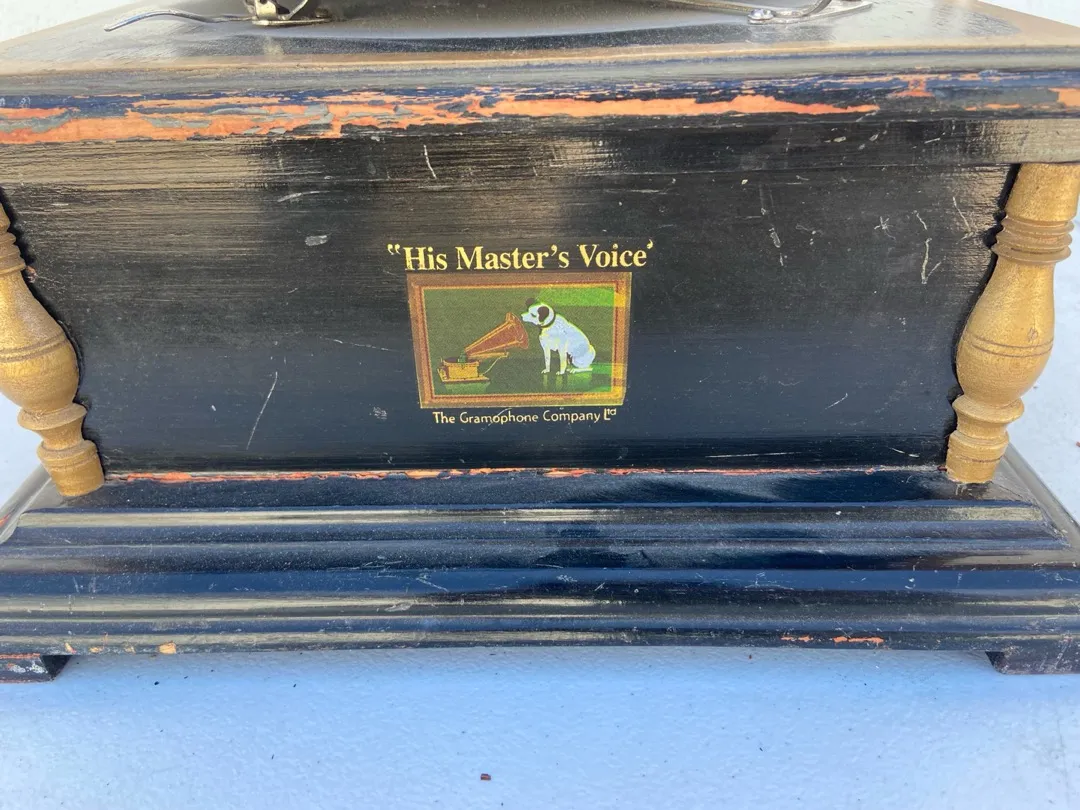 "His Master's Voice'
The Gramophone Company Ltd